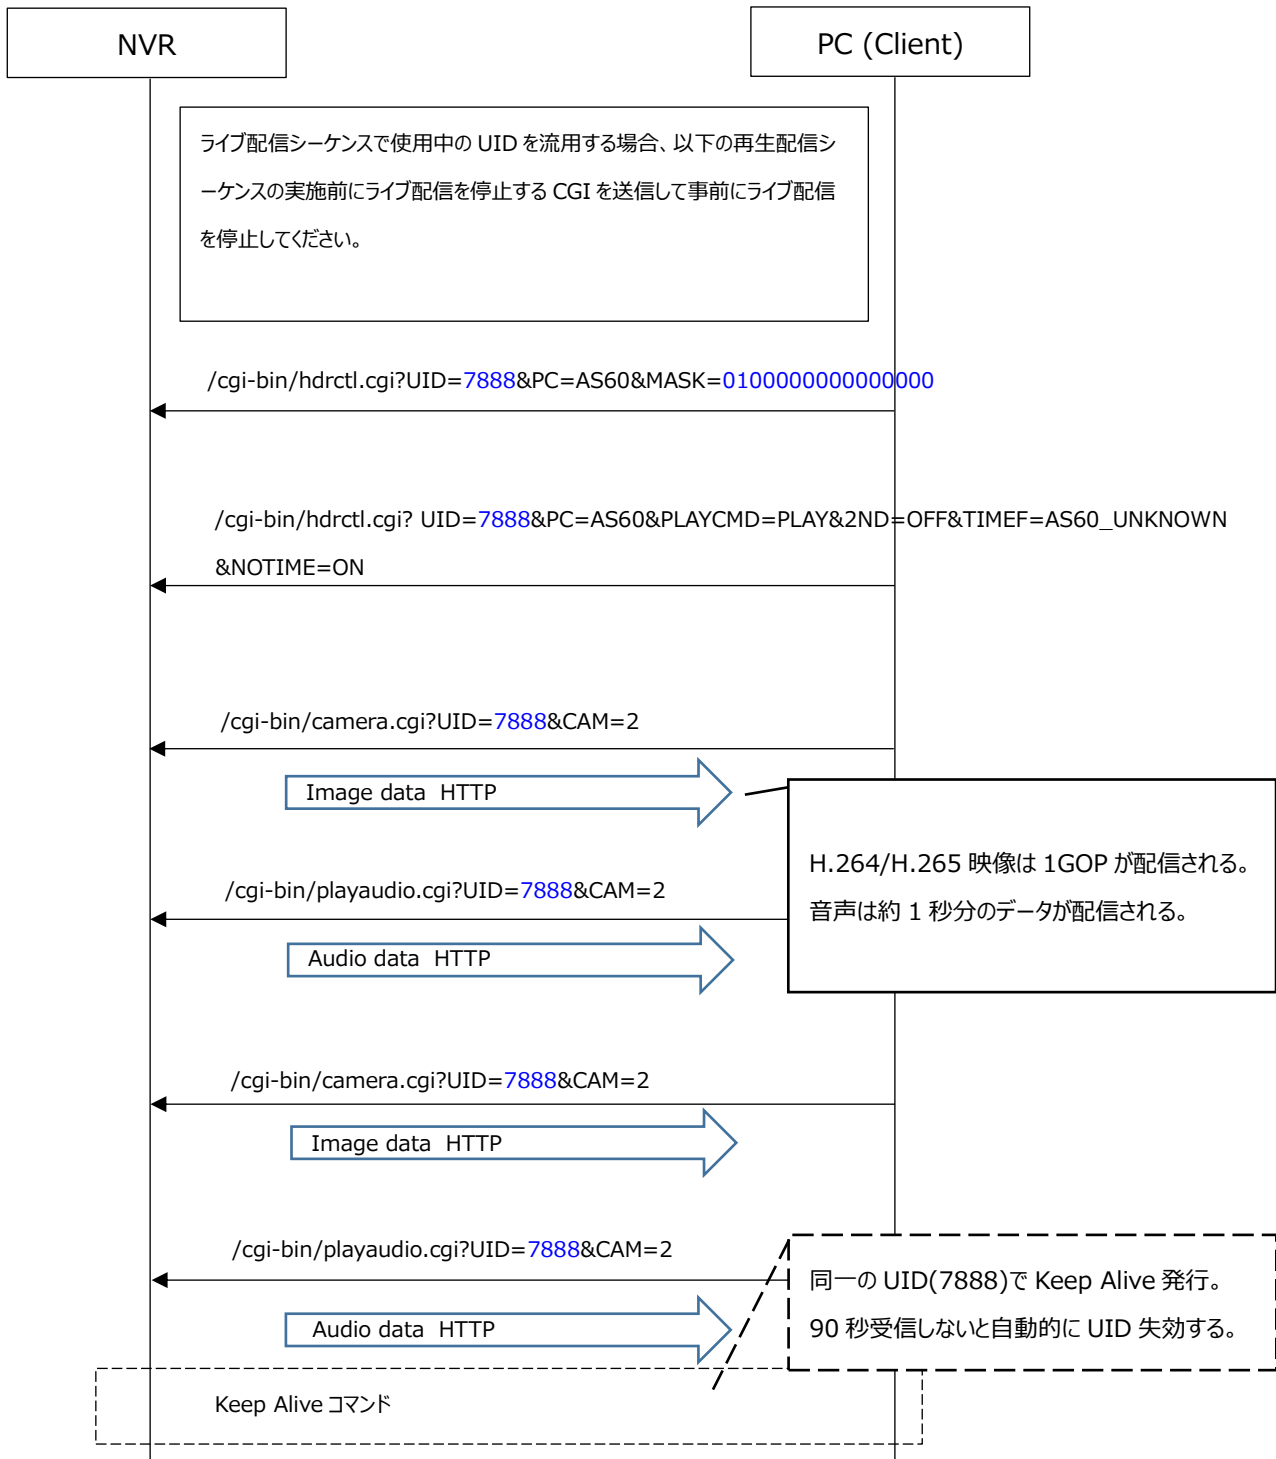 NVR
PC (Client)
ライブ配信シーケンスで使用中の UID を流用する場合、以下の再生配信シ
ーケンスの実施前にライブ配信を停止する CGI を送信して事前にライブ配信
を停止してください。
/cgi-bin/hdrctl.cgi?UID=7888&PC=AS60&MASK=0100000000000000
/cgi-bin/hdrctl.cgi? UID=7888&PC=AS60&PLAYCMD=PLAY&2ND=OFF&TIMEF=AS60_UNKNOWN
&NOTIME=ON
/cgi-bin/camera.cgi?UID=7888&CAM=2
Image data HTTP
H.264/H.265 映像は 1GOP が配信される。
音声は約 1 秒分のデータが配信される。
/cgi-bin/playaudio.cgi?UID=7888&CAM=2
Audio data HTTP
/cgi-bin/camera.cgi?UID=7888&CAM=2
Image data HTTP
/cgi-bin/playaudio.cgi?UID=7888&CAM=2
同一の UID(7888)で Keep Alive 発行。
90 秒受信しないと自動的に UID 失効する。
Audio data HTTP
Keep Alive コマンド